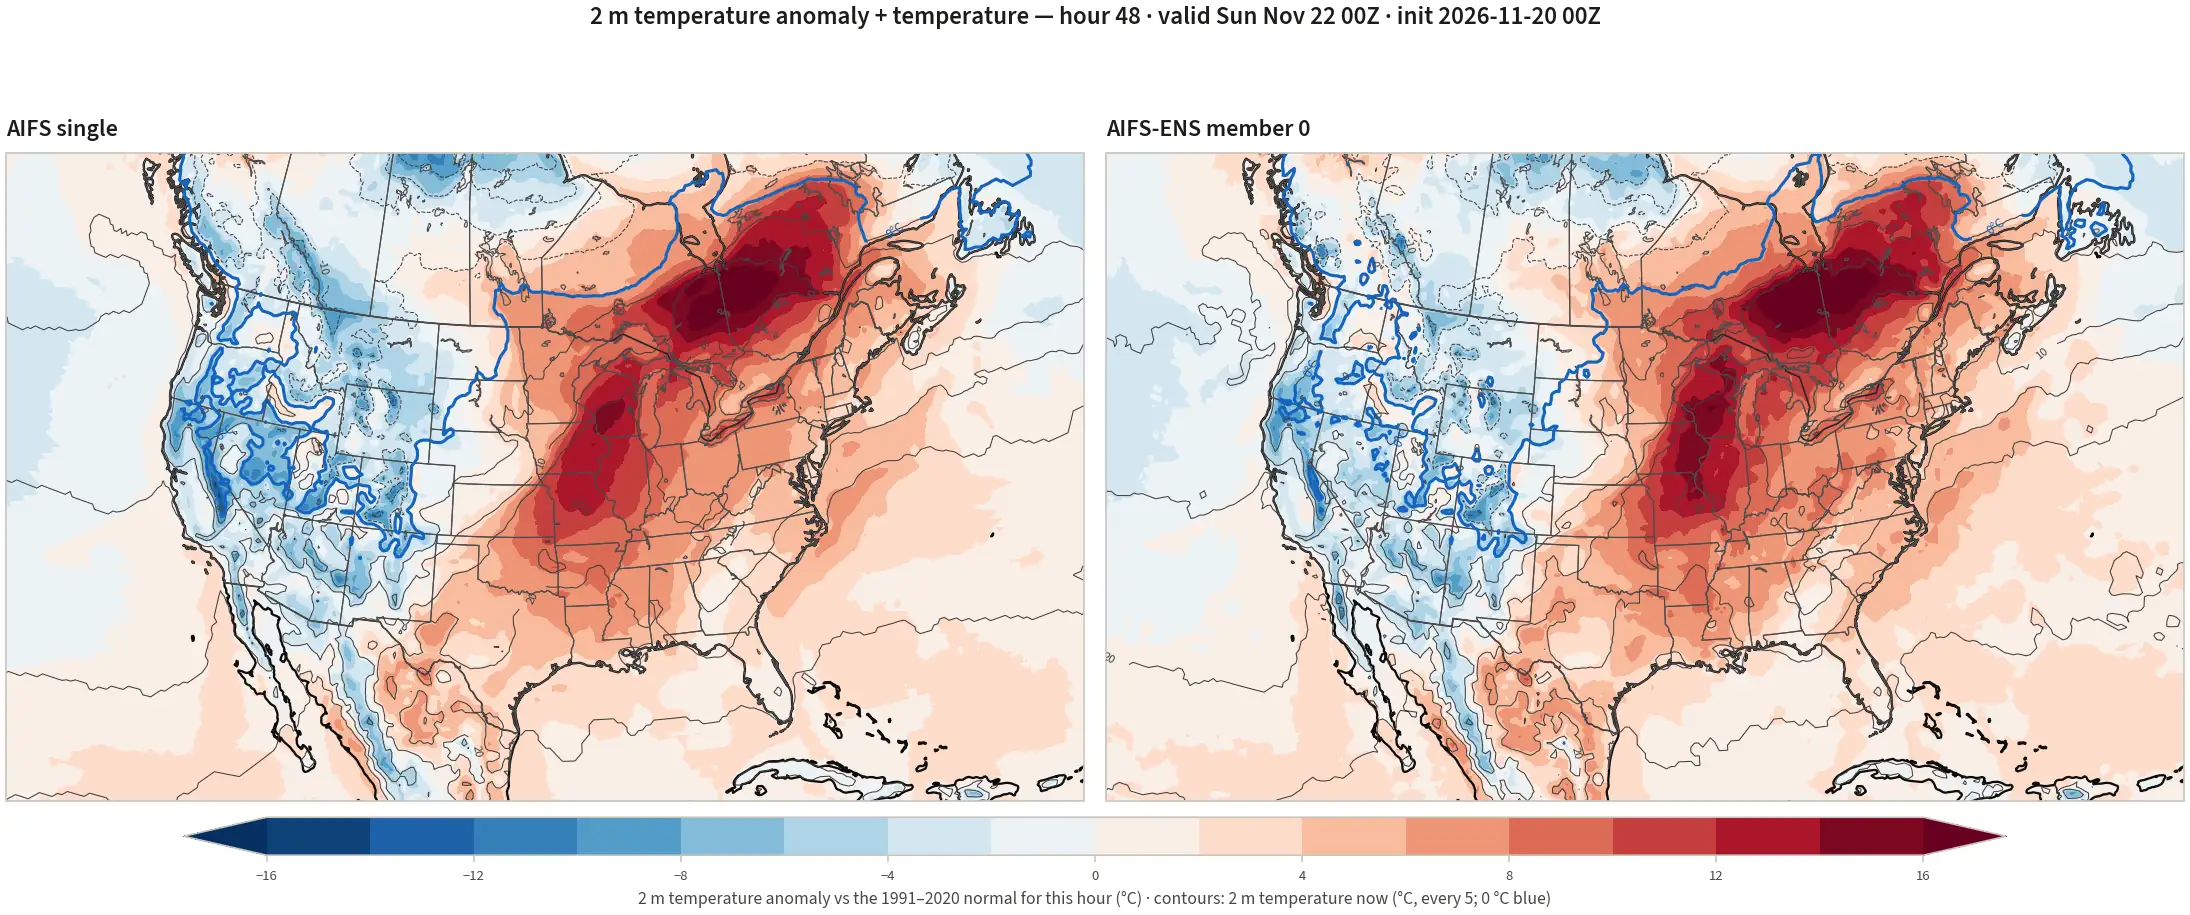 2 m temperature anomaly + temperature — hour 48 · valid Sun Nov 22 00Z · init 2026-11-20 00Z
AIFS single
AIFS-ENS member 0
−16 −12 −8 −4 0 4 8 12 16
2 m temperature anomaly vs the 1991–2020 normal for this hour (°C) · contours: 2 m temperature now (°C, every 5; 0 °C blue)